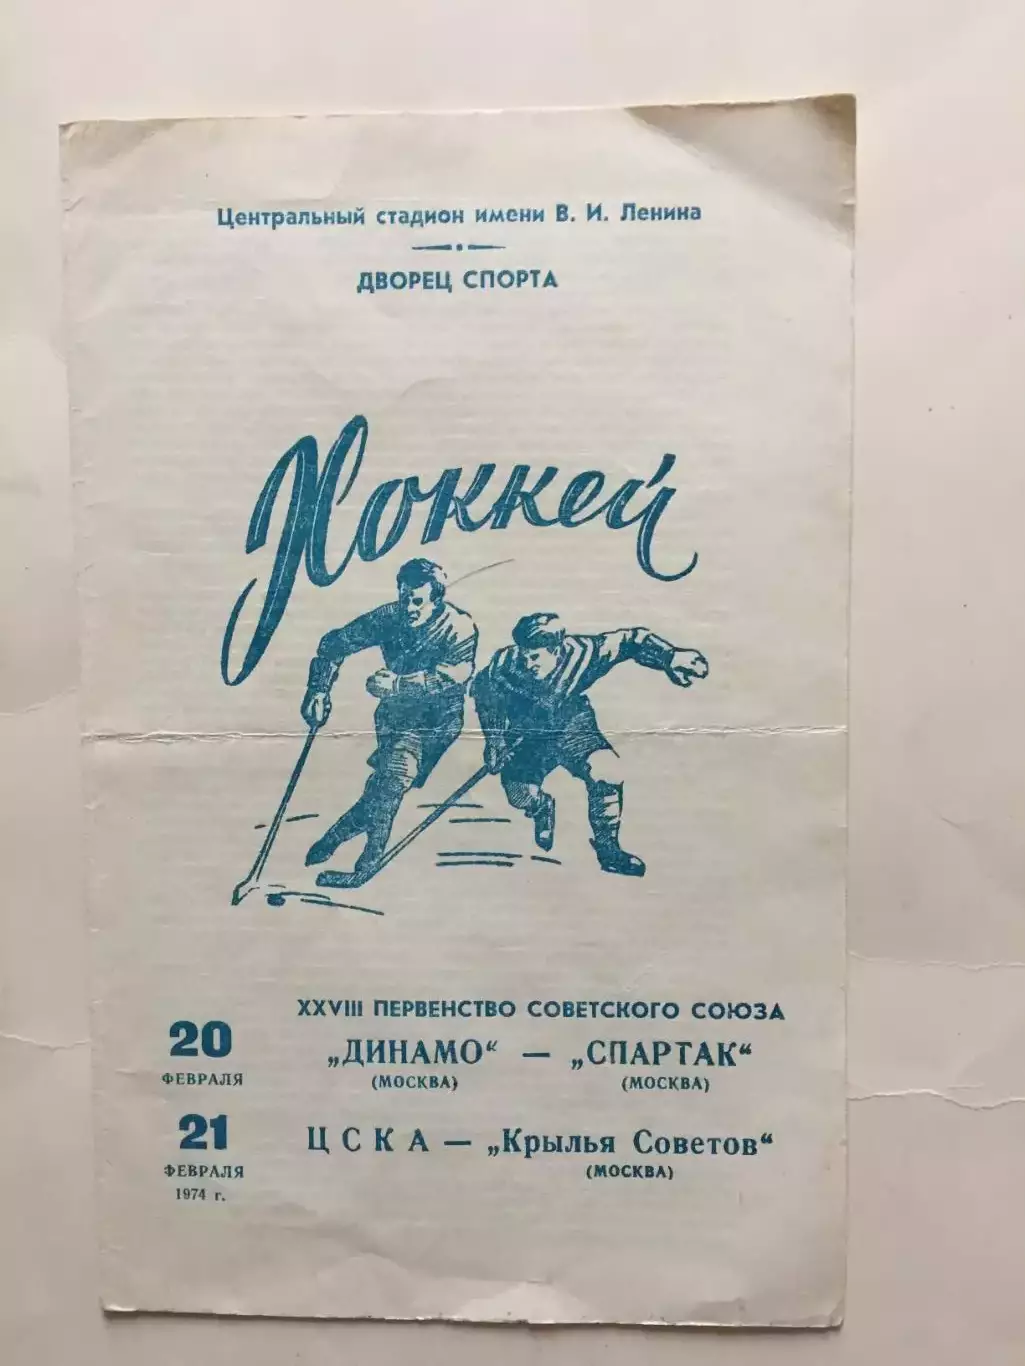 Центральный стадион имени В. И. Ленина
ДВОРЕЦ СПОРТА
Хоккей
XXVIII ПЕРВЕНСТВО СОВЕТСКОГО СОЮЗА
20 ФЕВРАЛЯ
„ДИНАМО“ — „СПАРТАК“
(МОСКВА) (МОСКВА)
21 ФЕВРАЛЯ 1974 г.
ЦСКА — „Крылья Советов“
(МОСКВА)